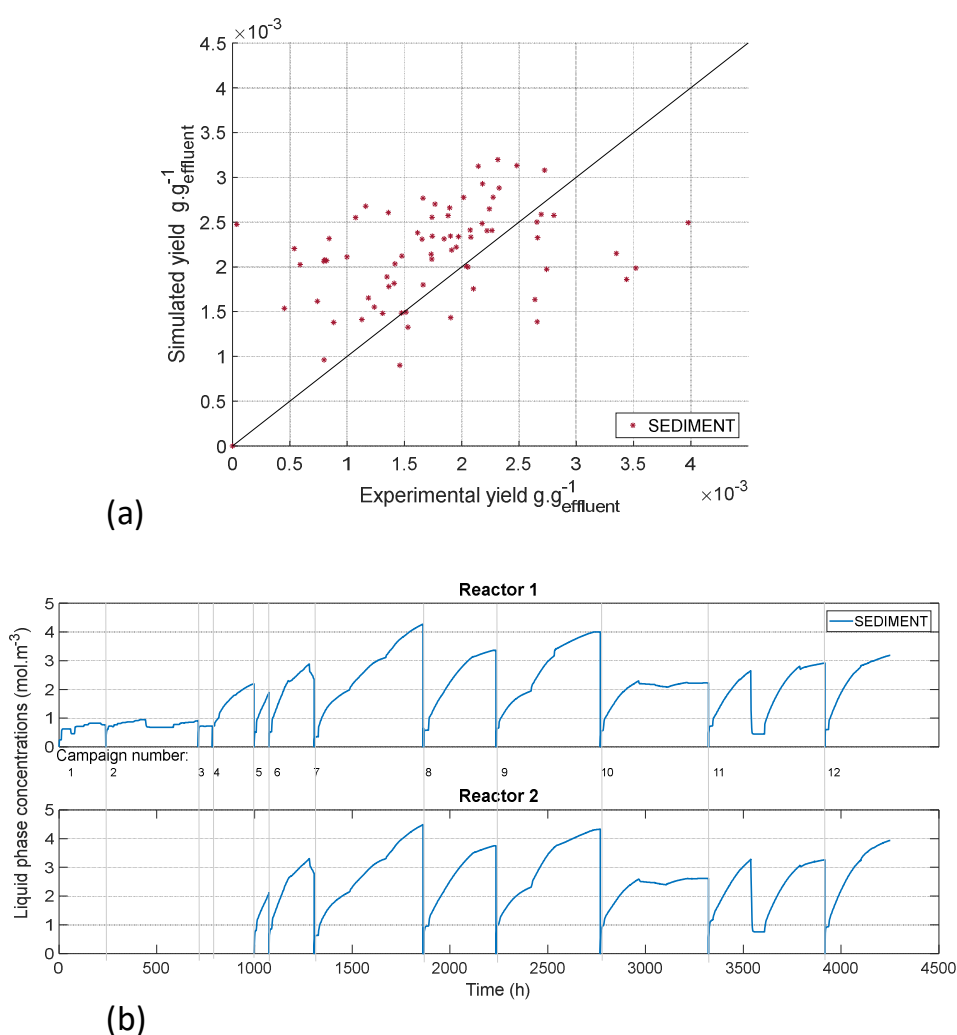 ×10⁻³
4.5
4
3.5
3
2.5
2
1.5
1
0.5
0
Simulated yield g.g⁻¹effluent
SEDIMENT
0 0.5 1 1.5 2 2.5 3 3.5 4
Experimental yield g.g⁻¹effluent
×10⁻³
(a)
Reactor 1
5
4
3
2
1
0
SEDIMENT
Campaign number:
1 2 3 4 5 6 7 8 9 10 11 12
Reactor 2
5
4
3
2
1
0
Liquid phase concentrations (mol.m⁻³)
0 500 1000 1500 2000 2500 3000 3500 4000 4500
Time (h)
(b)